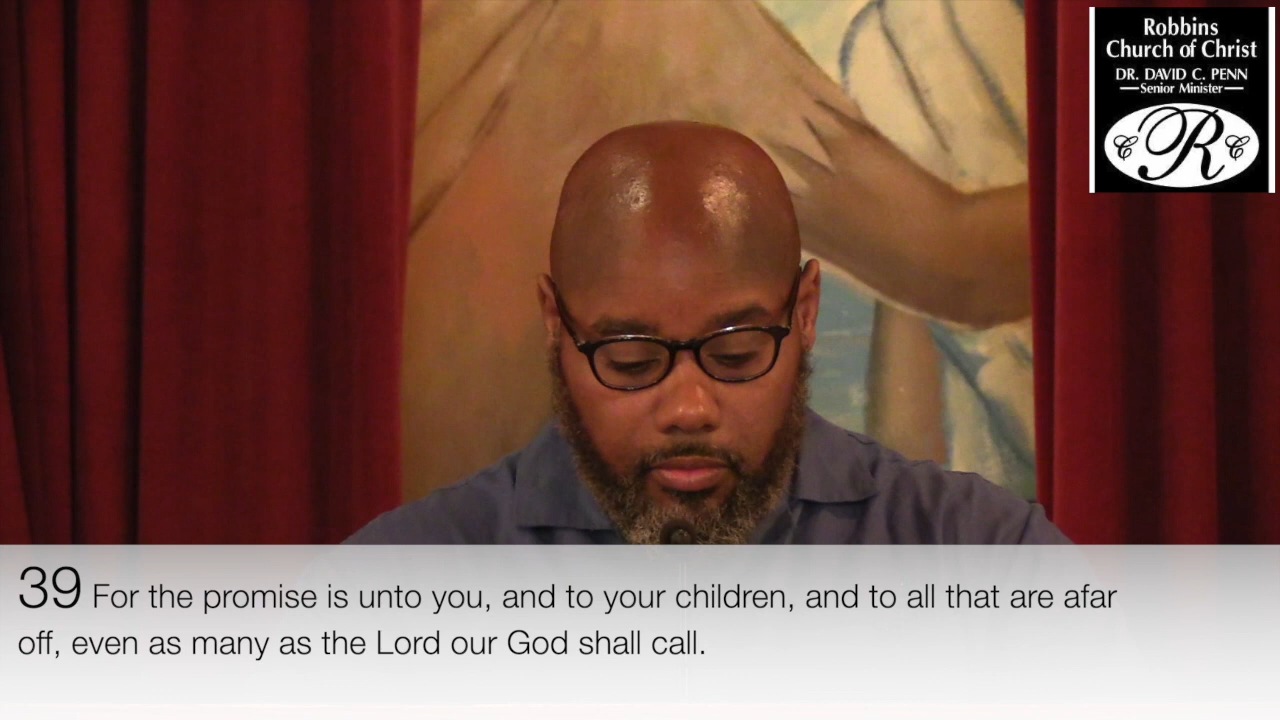 Robbins
Church of Christ
DR. DAVID C. PENN
Senior Minister
C R C
39 For the promise is unto you, and to your children, and to all that are afar
off, even as many as the Lord our God shall call.